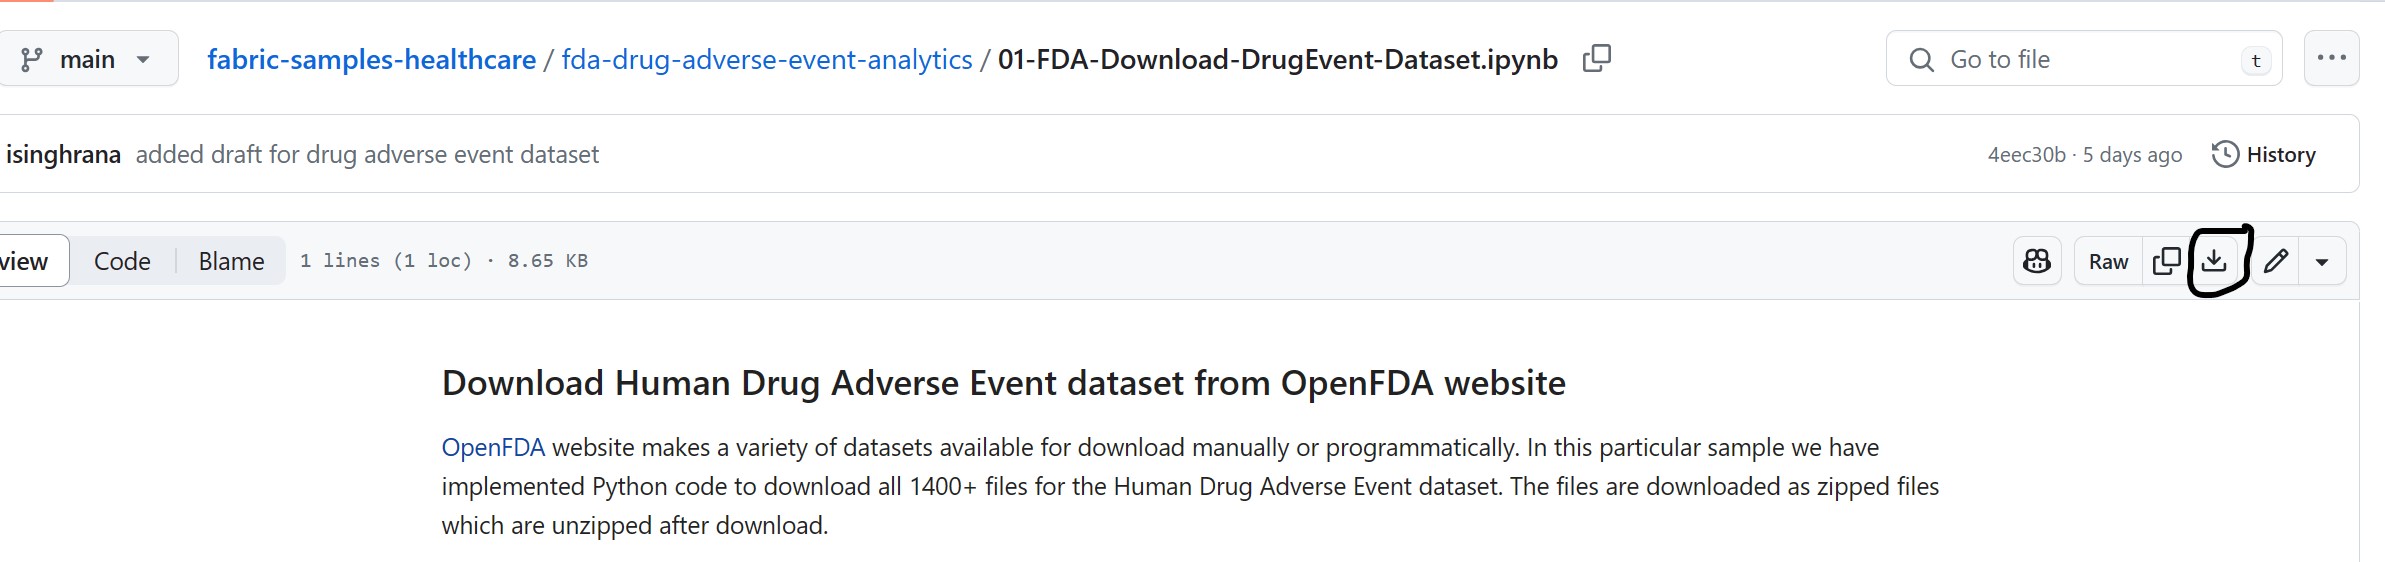 main fabric-samples-healthcare / fda-drug-adverse-event-analytics / 01-FDA-Download-DrugEvent-Dataset.ipynb Go to file t
isinghrana added draft for drug adverse event dataset 4eec30b · 5 days ago History
view Code Blame 1 lines (1 loc) · 8.65 KB Raw
Download Human Drug Adverse Event dataset from OpenFDA website
OpenFDA website makes a variety of datasets available for download manually or programmatically. In this particular sample we have
implemented Python code to download all 1400+ files for the Human Drug Adverse Event dataset. The files are downloaded as zipped files
which are unzipped after download.